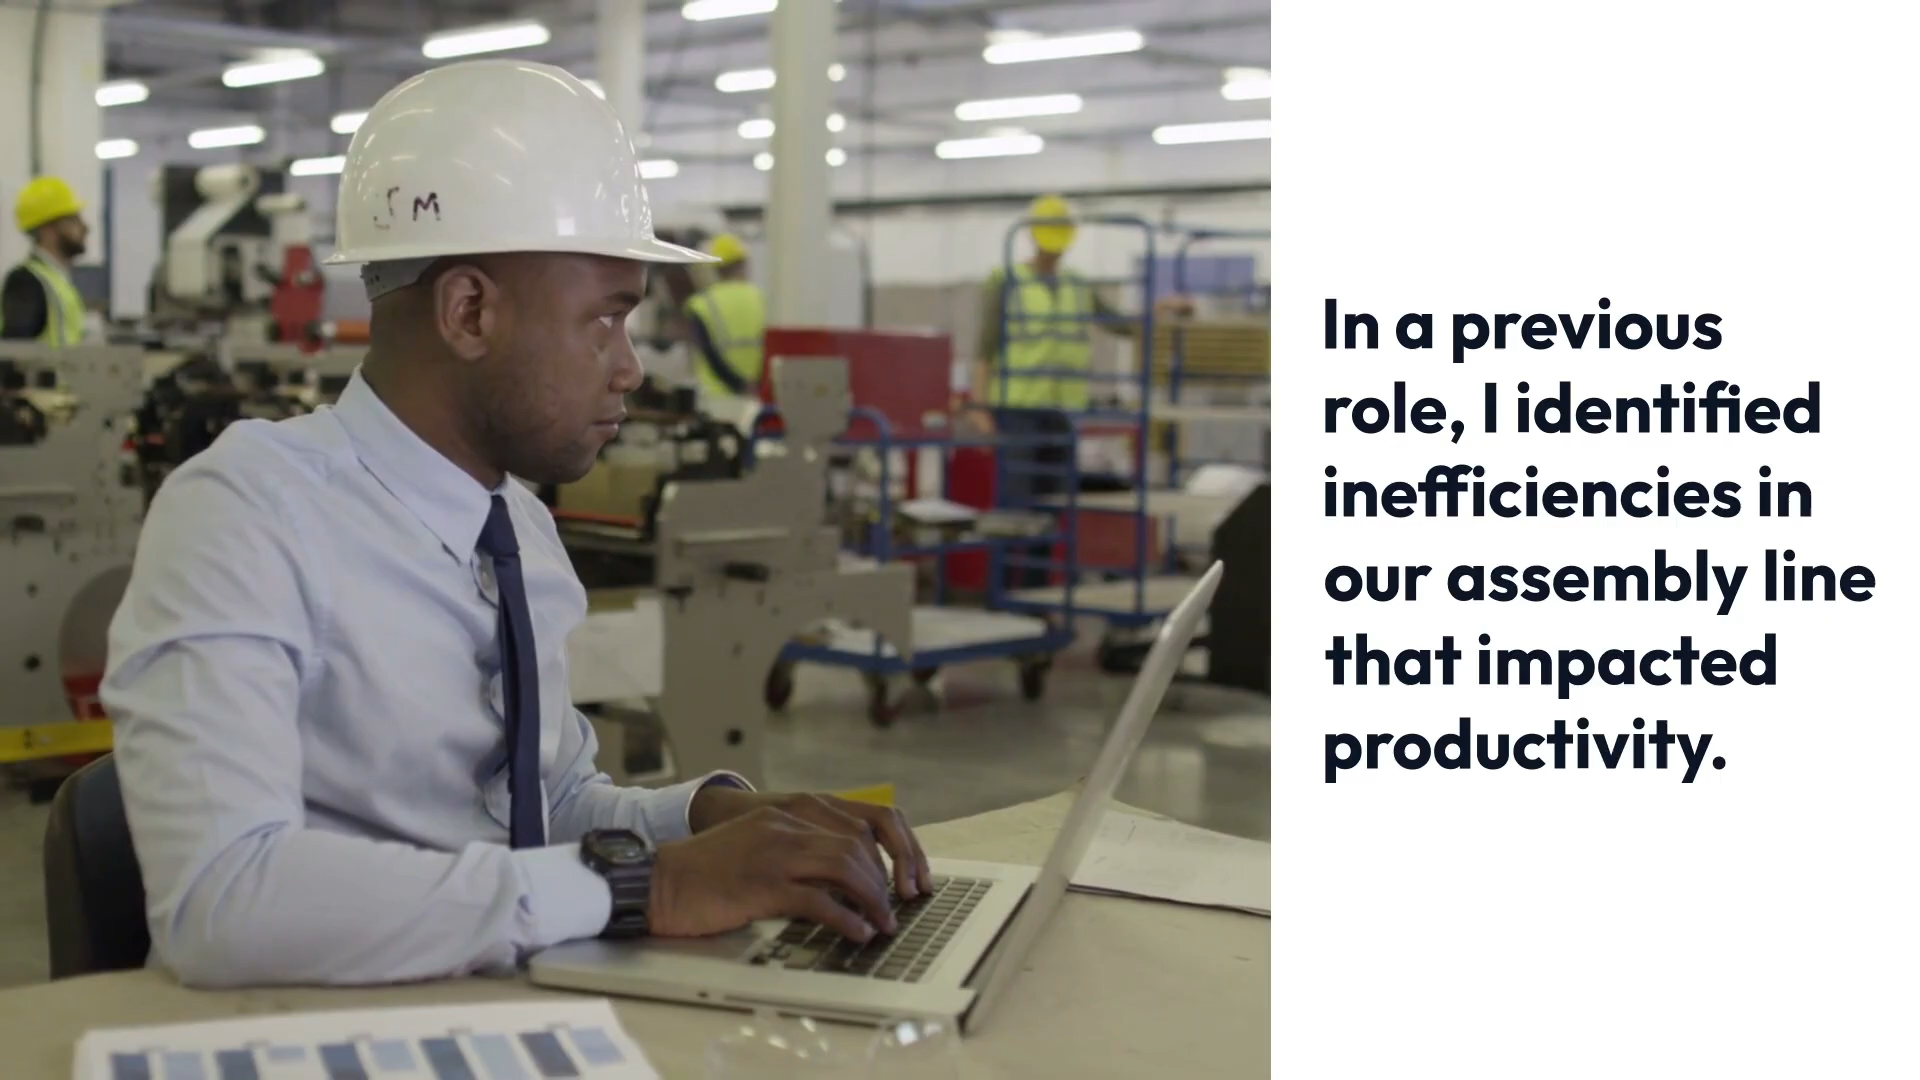 In a previous
role, I identified
inefficiencies in
our assembly line
that impacted
productivity.